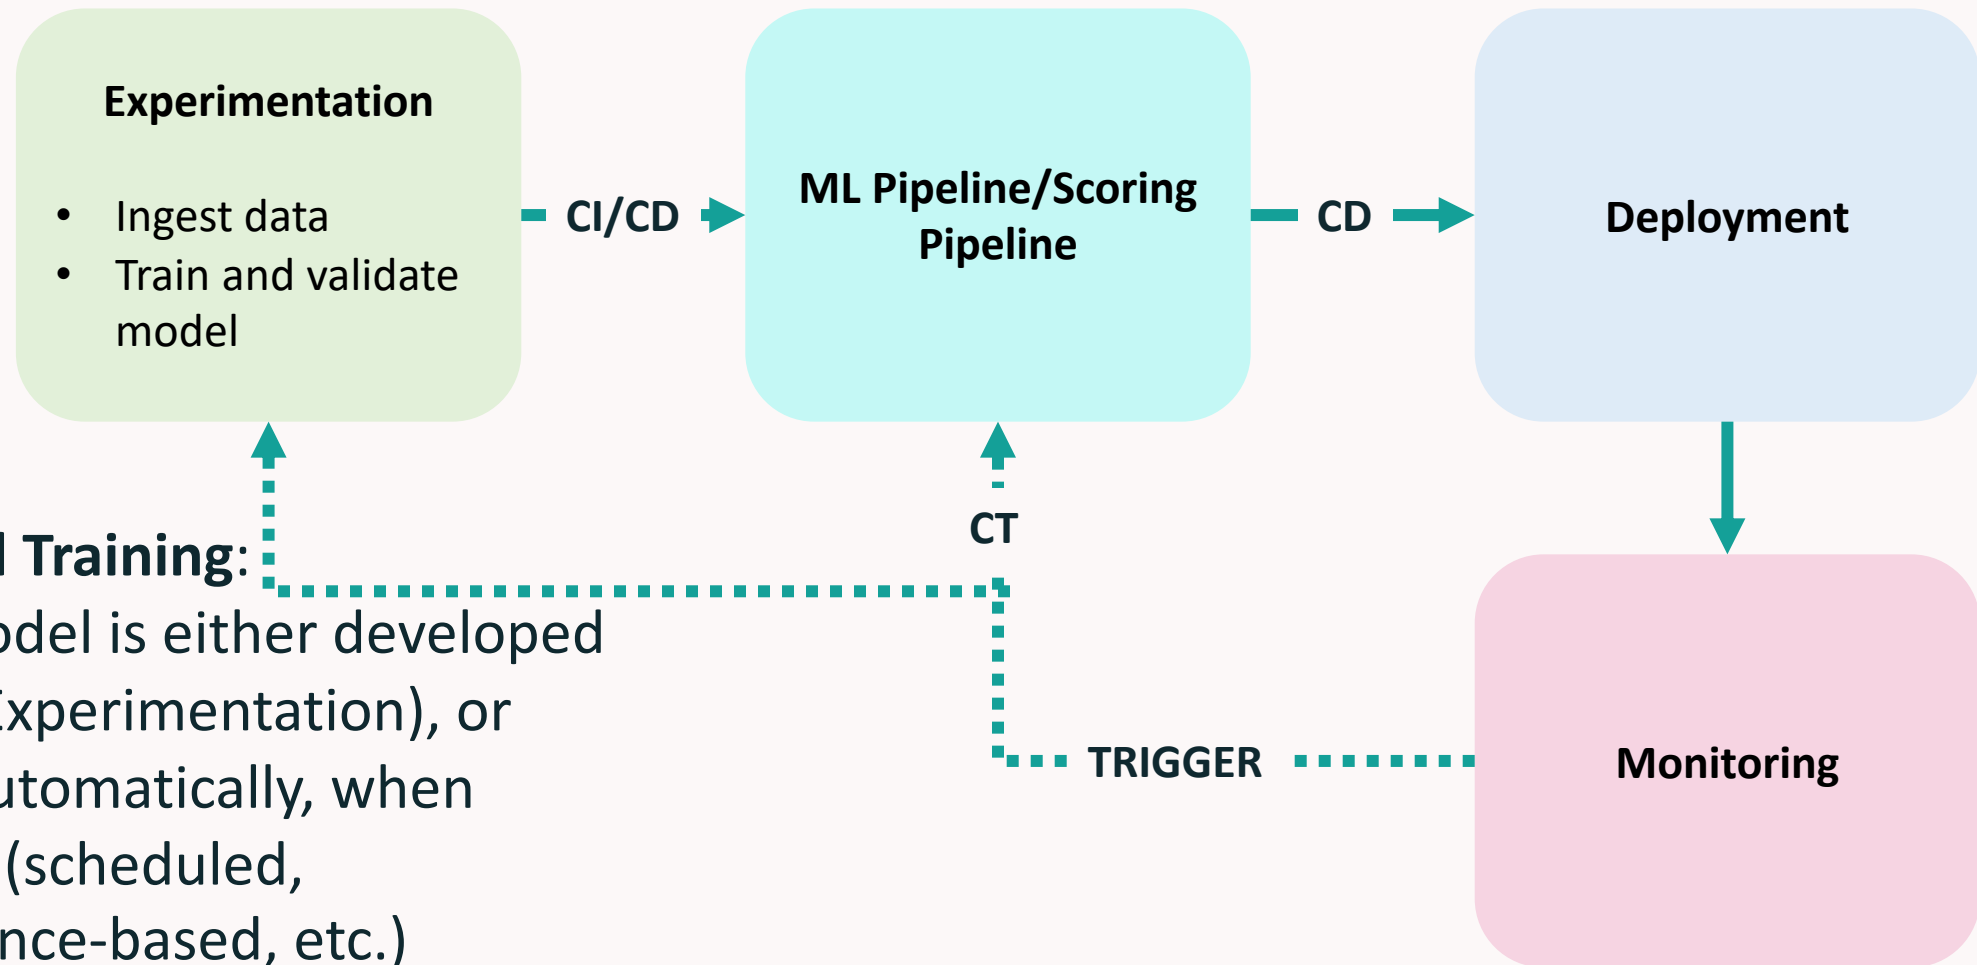 Experimentation
• Ingest data
• Train and validate
model
CI/CD
ML Pipeline/Scoring
Pipeline
CD
Deployment
CT
Training:
odel is either developed
xperimentation), or
utomatically, when
(scheduled,
nce-based, etc.)
TRIGGER
Monitoring